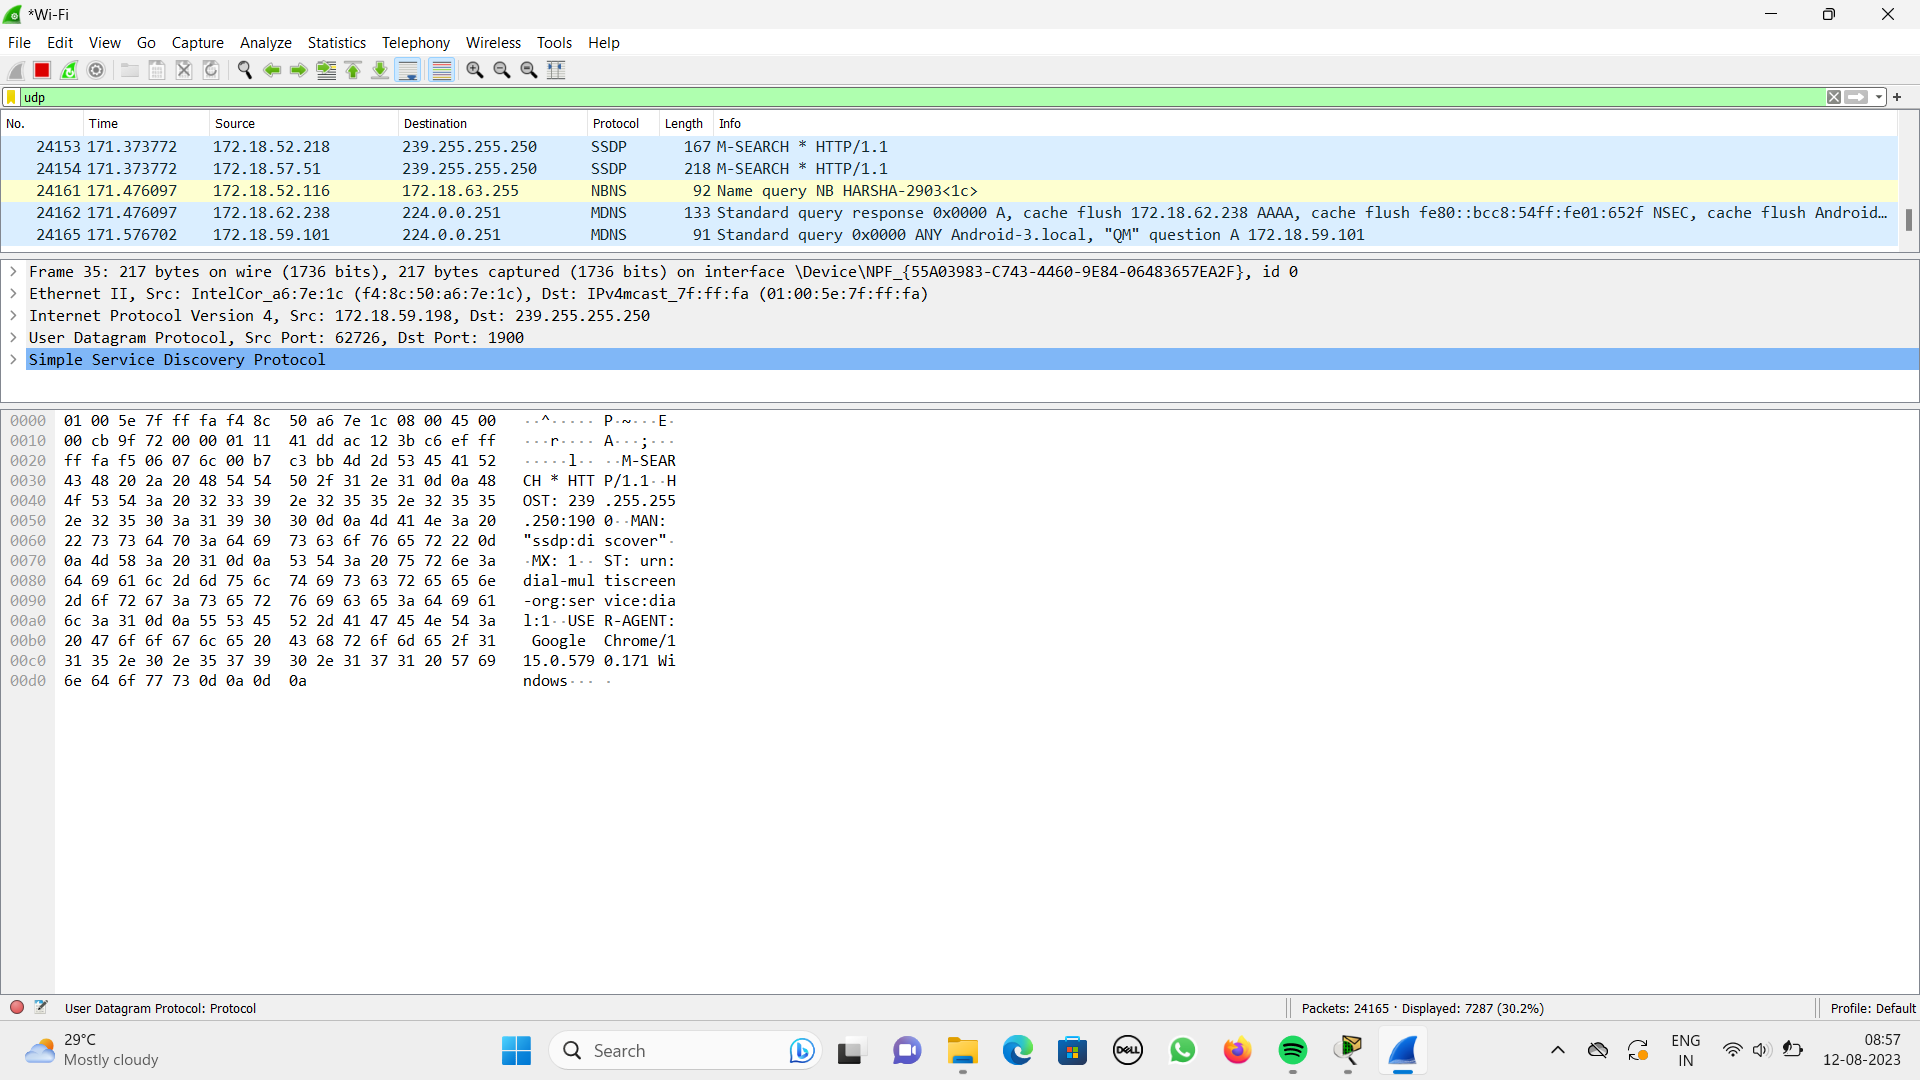 *Wi-Fi
File Edit View Go Capture Analyze Statistics Telephony Wireless Tools Help
udp
No. Time Source Destination Protocol Length Info
24153 171.373772 172.18.52.218 239.255.255.250 SSDP 167 M-SEARCH * HTTP/1.1
24154 171.373772 172.18.57.51 239.255.255.250 SSDP 218 M-SEARCH * HTTP/1.1
24161 171.476097 172.18.52.116 172.18.63.255 NBNS 92 Name query NB HARSHA-2903<1c>
24162 171.476097 172.18.62.238 224.0.0.251 MDNS 133 Standard query response 0x0000 A, cache flush 172.18.62.238 AAAA, cache flush fe80::bcc8:54ff:fe01:652f NSEC, cache flush Android…
24165 171.576702 172.18.59.101 224.0.0.251 MDNS 91 Standard query 0x0000 ANY Android-3.local, "QM" question A 172.18.59.101
Frame 35: 217 bytes on wire (1736 bits), 217 bytes captured (1736 bits) on interface \Device\NPF_{55A03983-C743-4460-9E84-06483657EA2F}, id 0
Ethernet II, Src: IntelCor_a6:7e:1c (f4:8c:50:a6:7e:1c), Dst: IPv4mcast_7f:ff:fa (01:00:5e:7f:ff:fa)
Internet Protocol Version 4, Src: 172.18.59.198, Dst: 239.255.255.250
User Datagram Protocol, Src Port: 62726, Dst Port: 1900
Simple Service Discovery Protocol
0000 01 00 5e 7f ff fa f4 8c 50 a6 7e 1c 08 00 45 00 ··^····· P·~···E·
0010 00 cb 9f 72 00 00 01 11 41 dd ac 12 3b c6 ef ff ···r···· A···;···
0020 ff fa f5 06 07 6c 00 b7 c3 bb 4d 2d 53 45 41 52 ·····l·· ··M-SEAR
0030 43 48 20 2a 20 48 54 54 50 2f 31 2e 31 0d 0a 48 CH * HTT P/1.1··H
0040 4f 53 54 3a 20 32 33 39 2e 32 35 35 2e 32 35 35 OST: 239 .255.255
0050 2e 32 35 30 3a 31 39 30 30 0d 0a 4d 41 4e 3a 20 .250:190 0··MAN:
0060 22 73 73 64 70 3a 64 69 73 63 6f 76 65 72 22 0d "ssdp:di scover"·
0070 0a 4d 58 3a 20 31 0d 0a 53 54 3a 20 75 72 6e 3a ·MX: 1·· ST: urn:
0080 64 69 61 6c 2d 6d 75 6c 74 69 73 63 72 65 65 6e dial-mul tiscreen
0090 2d 6f 72 67 3a 73 65 72 76 69 63 65 3a 64 69 61 -org:ser vice:dia
00a0 6c 3a 31 0d 0a 55 53 45 52 2d 41 47 45 4e 54 3a l:1··USE R-AGENT:
00b0 20 47 6f 6f 67 6c 65 20 43 68 72 6f 6d 65 2f 31 Google Chrome/1
00c0 31 35 2e 30 2e 35 37 39 30 2e 31 37 31 20 57 69 15.0.579 0.171 Wi
00d0 6e 64 6f 77 73 0d 0a 0d 0a ndows··· ·
User Datagram Protocol: Protocol Packets: 24165 · Displayed: 7287 (30.2%) Profile: Default
29°C
Mostly cloudy
Search
DELL
ENG
IN
08:57
12-08-2023